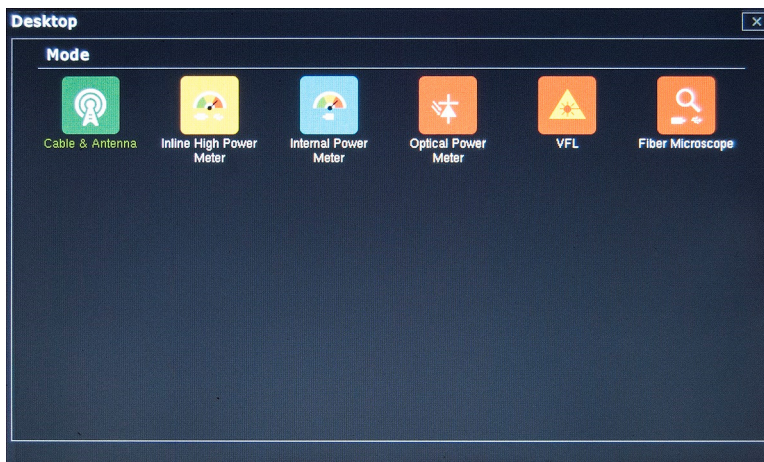 Desktop
Mode
Cable & Antenna
Inline High Power
Meter
Internal Power
Meter
Optical Power
Meter
VFL
Fiber Microscope